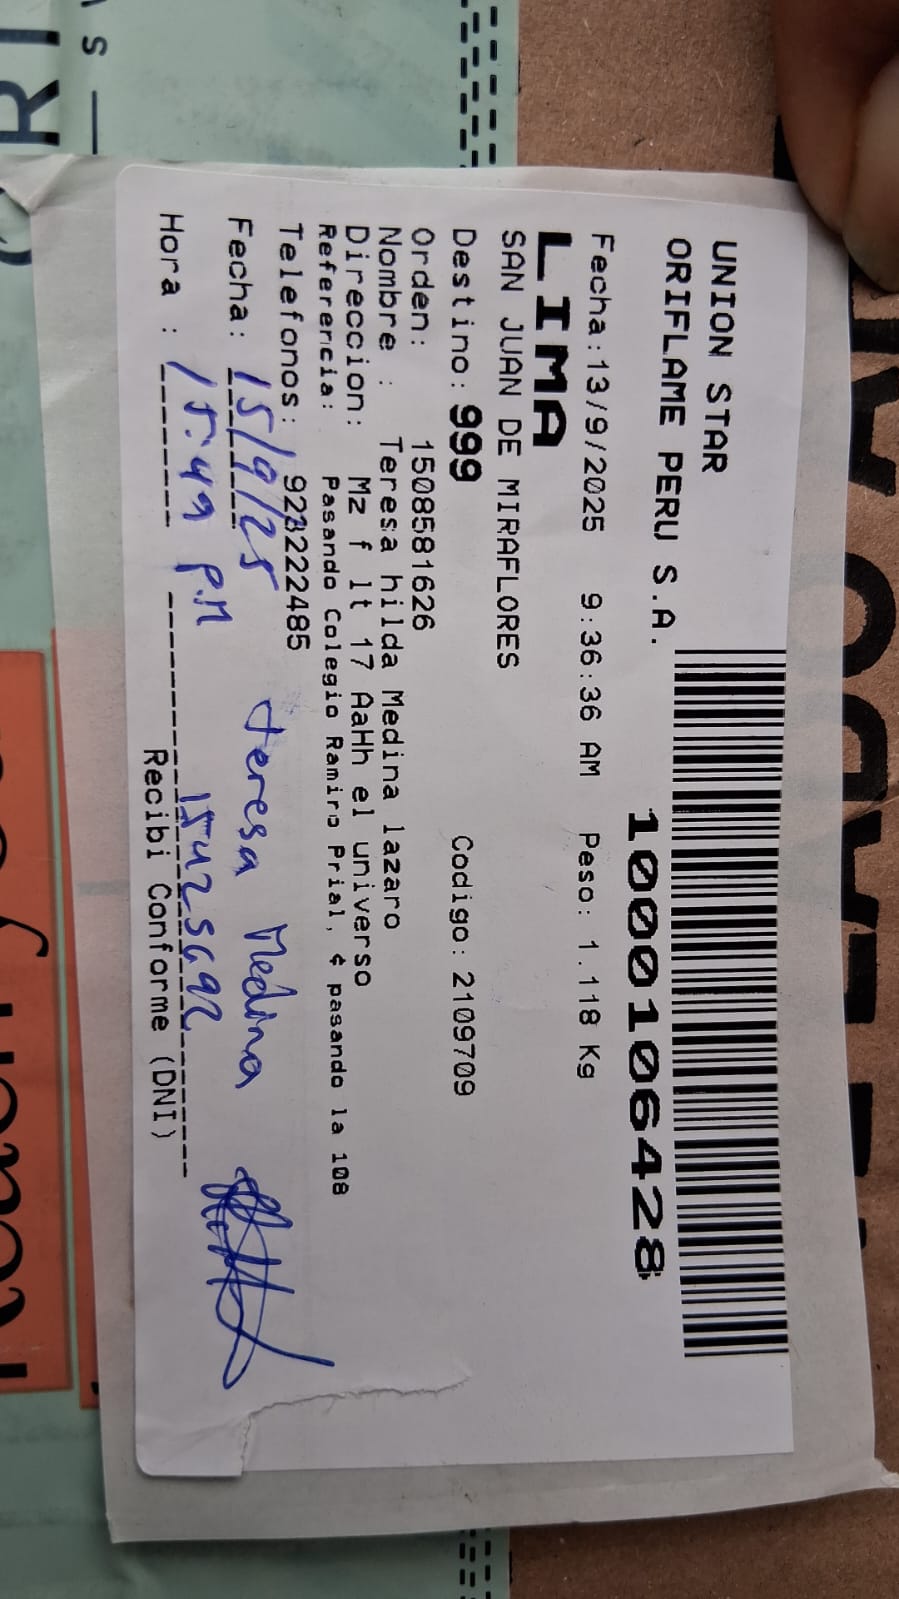 UNION STAR
ORIFLAME PERU S.A.
10001106428
Fecha:13/9/2025 9:36:36 AM Peso: 1.118 Kg
LIMA
SAN JUAN DE MIRAFLORES
Destino: 999 Codigo: 2109709
Orden: 1508581626
Nombre : Teresa hilda Medina lazaro
Direccion: Mz f lt 17 AaHh el universo
Referencia: Pasando Colegio Ramiro Prial, ¢ pasando la 108
Telefonos: 923222485
Fecha: 15/9/25 teresa Medina
Hora : 15:49 P.M 15425692
Recibi Conforme (DNI)